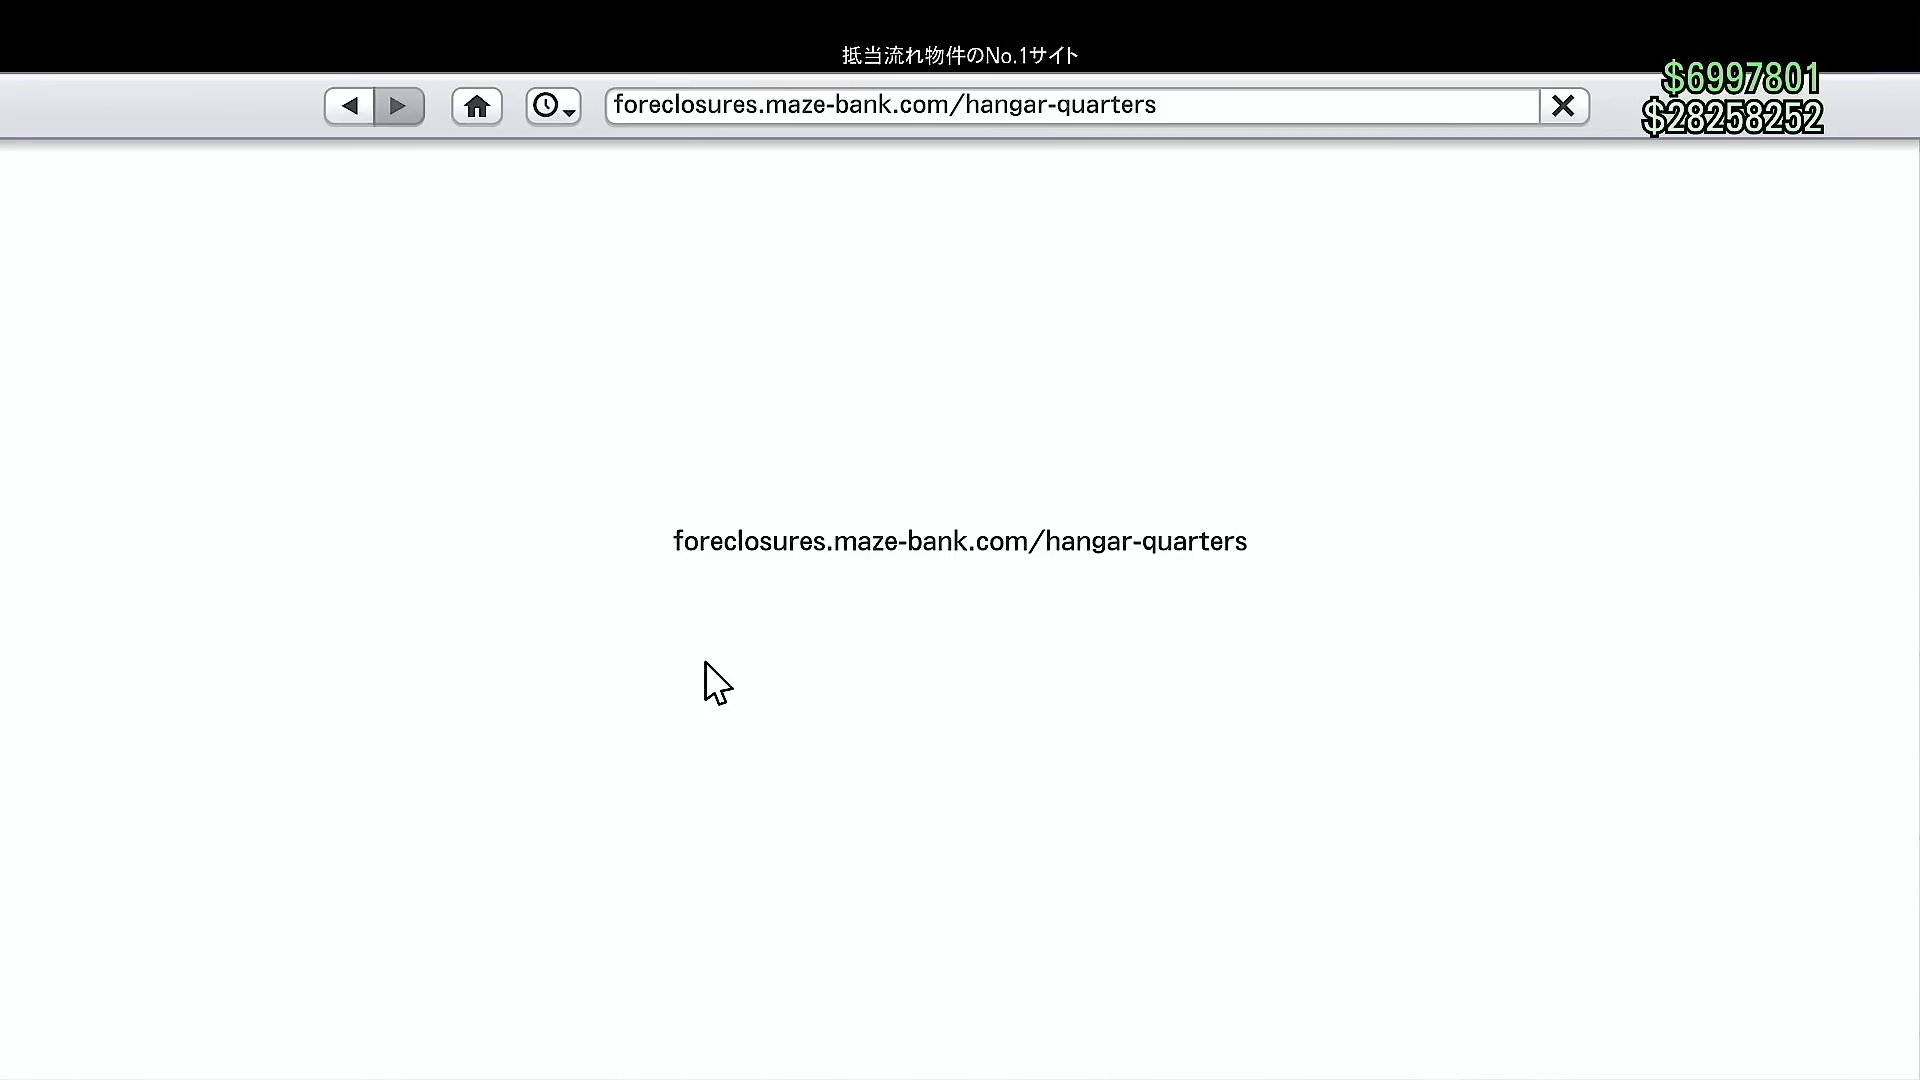 抵当流れ物件のNo.1サイト
$6997801
foreclosures.maze-bank.com/hangar-quarters
$28258252
foreclosures.maze-bank.com/hangar-quarters